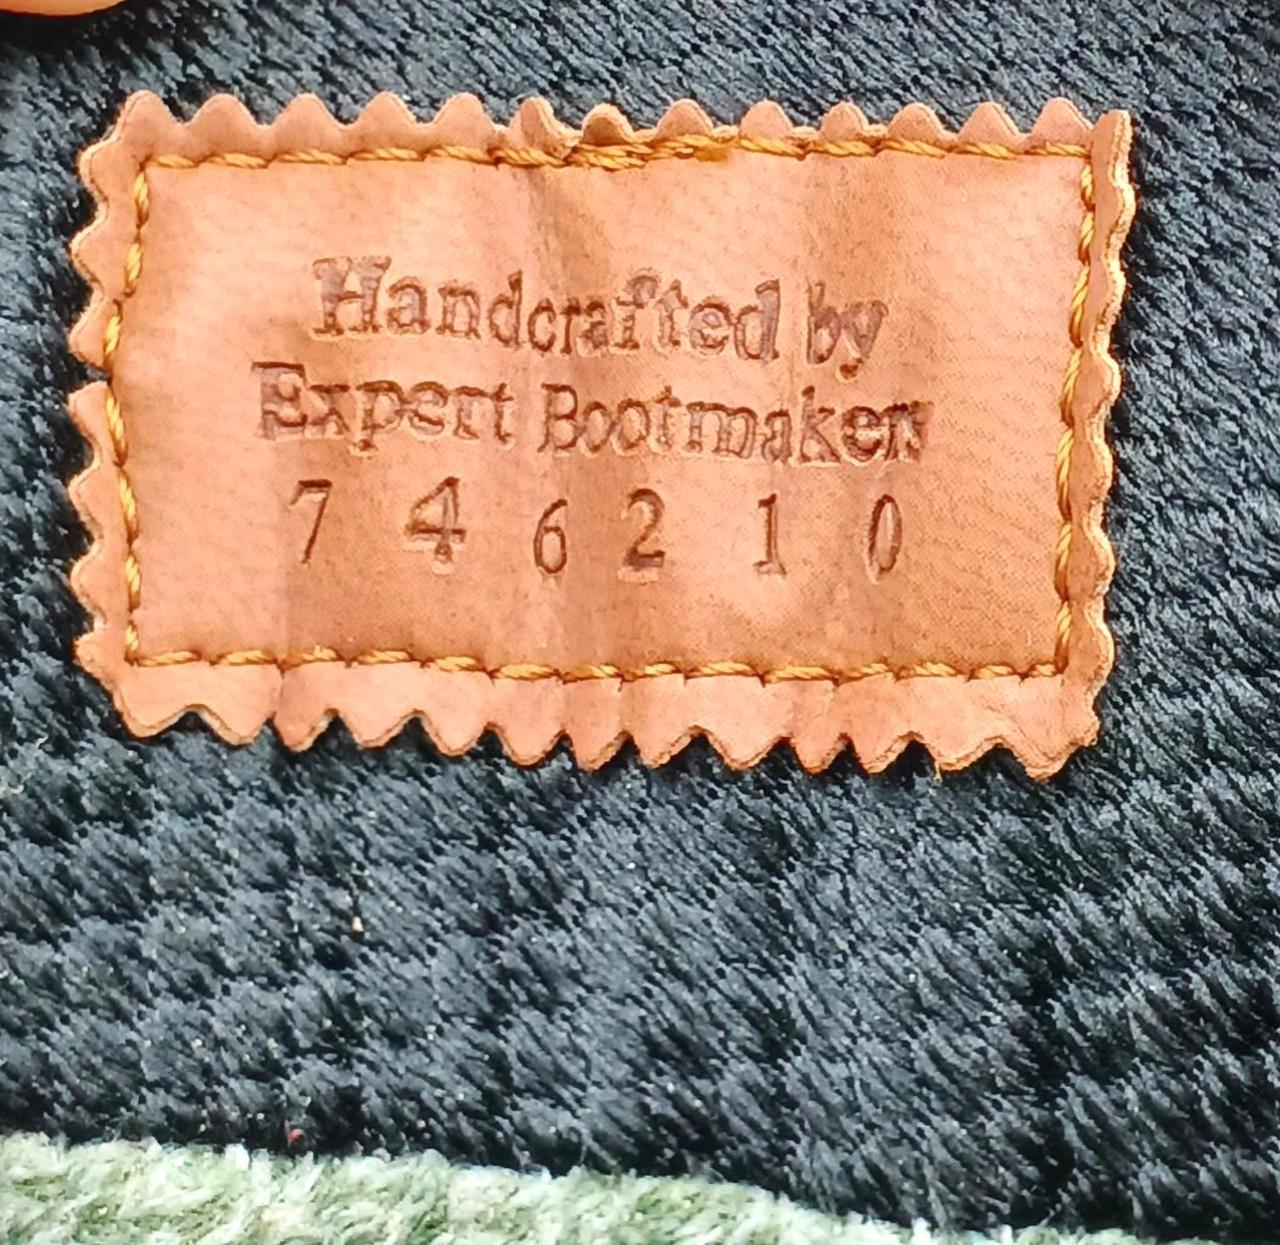 Handcrafted by
Expert Bootmakers
7 4 6 2 1 0